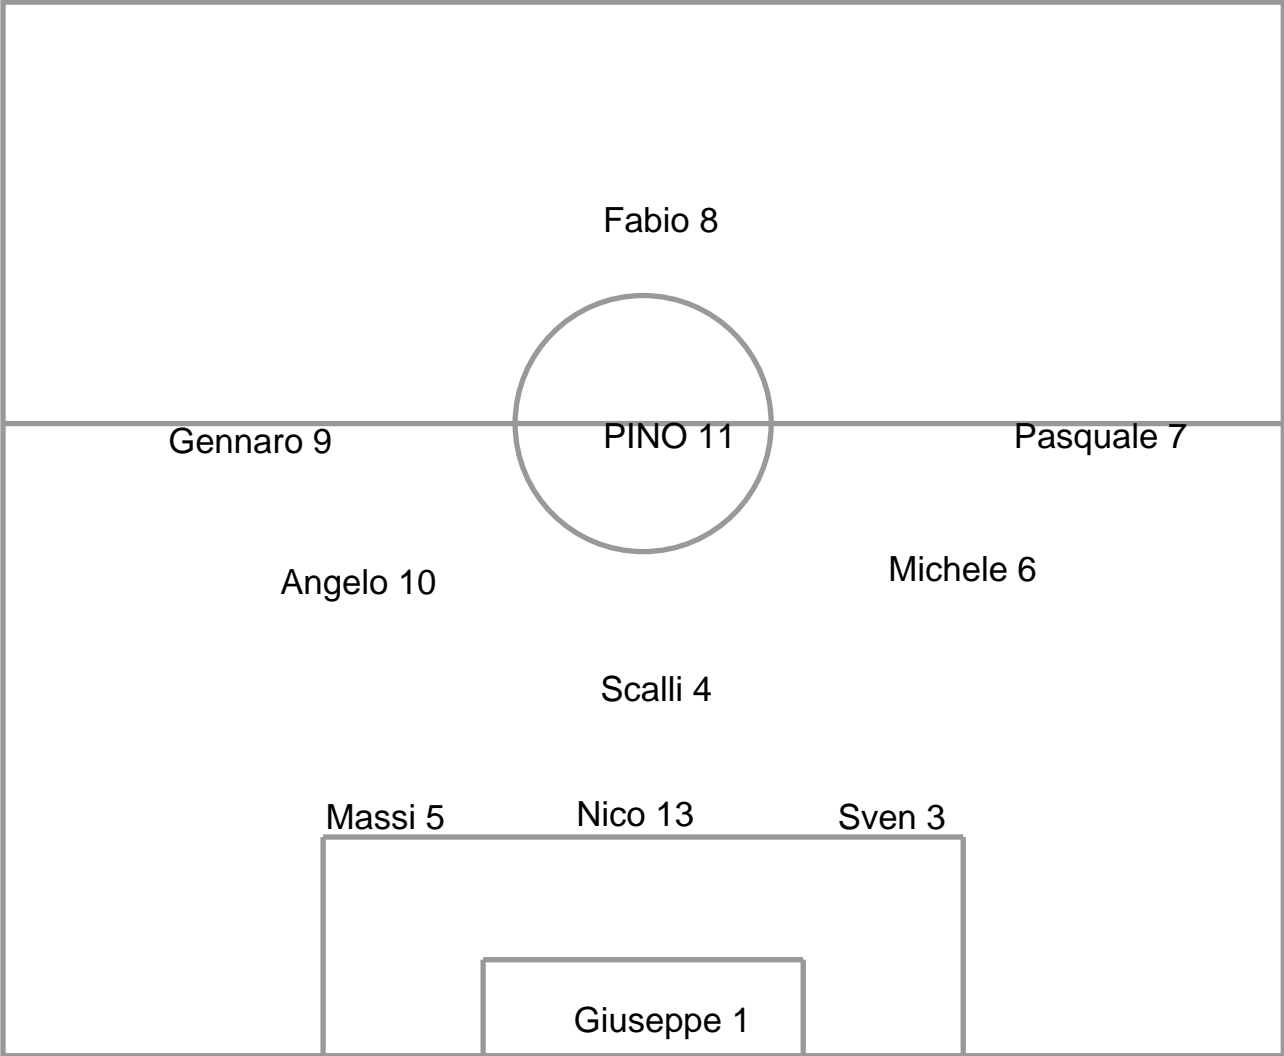 Fabio 8
Gennaro 9
PINO 11
Pasquale 7
Angelo 10
Michele 6
Scalli 4
Massi 5
Nico 13
Sven 3
Giuseppe 1